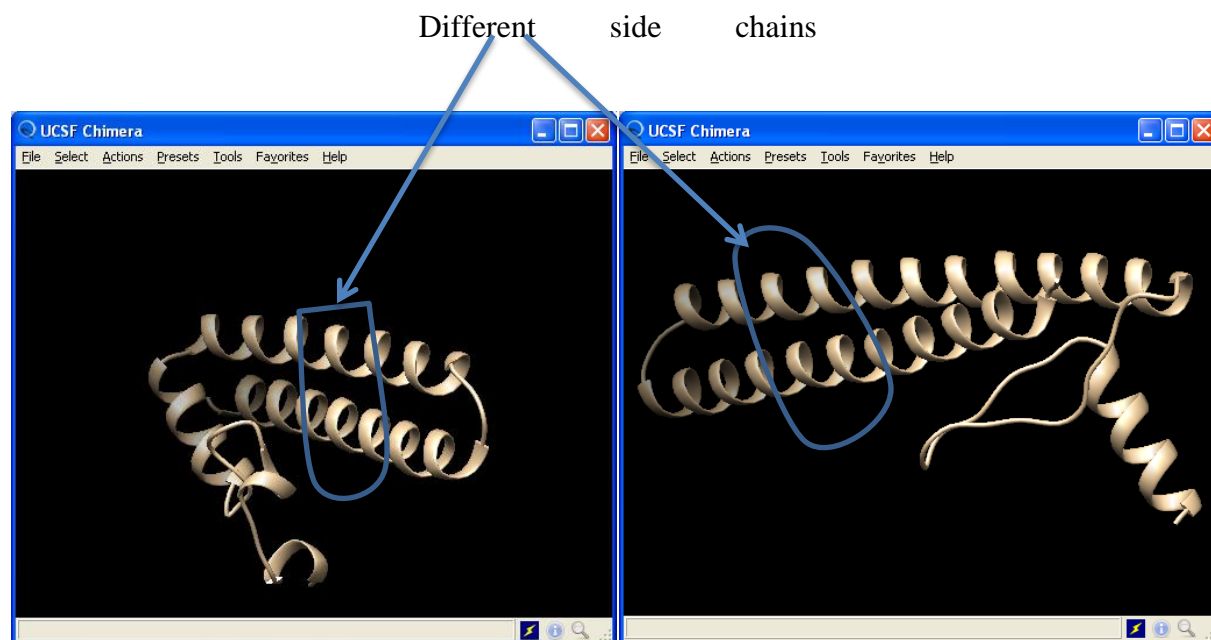 Different side chains
UCSF Chimera
File Select Actions Presets Tools Favorites Help
UCSF Chimera
File Select Actions Presets Tools Favorites Help